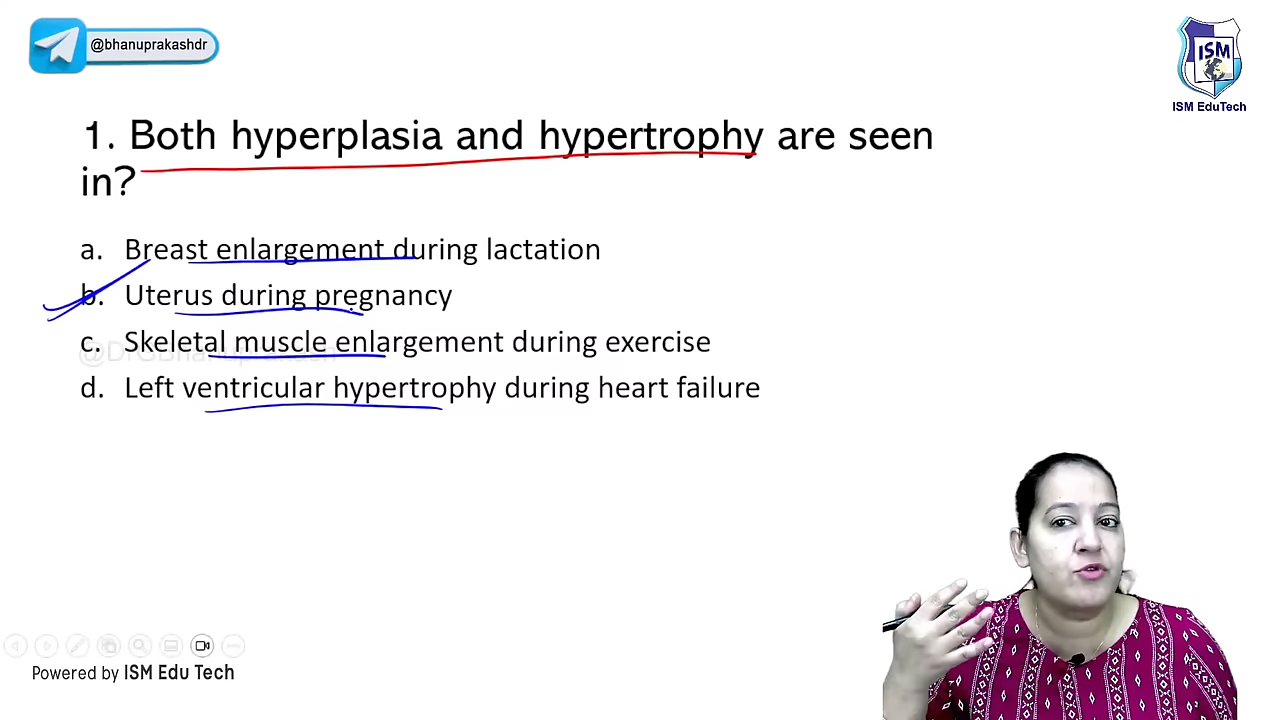 @bhanuprakashdr
ISM
ISM EduTech
1. Both hyperplasia and hypertrophy are seen
in?
a. Breast enlargement during lactation
b. Uterus during pregnancy
c. Skeletal muscle enlargement during exercise
d. Left ventricular hypertrophy during heart failure
Powered by ISM Edu Tech